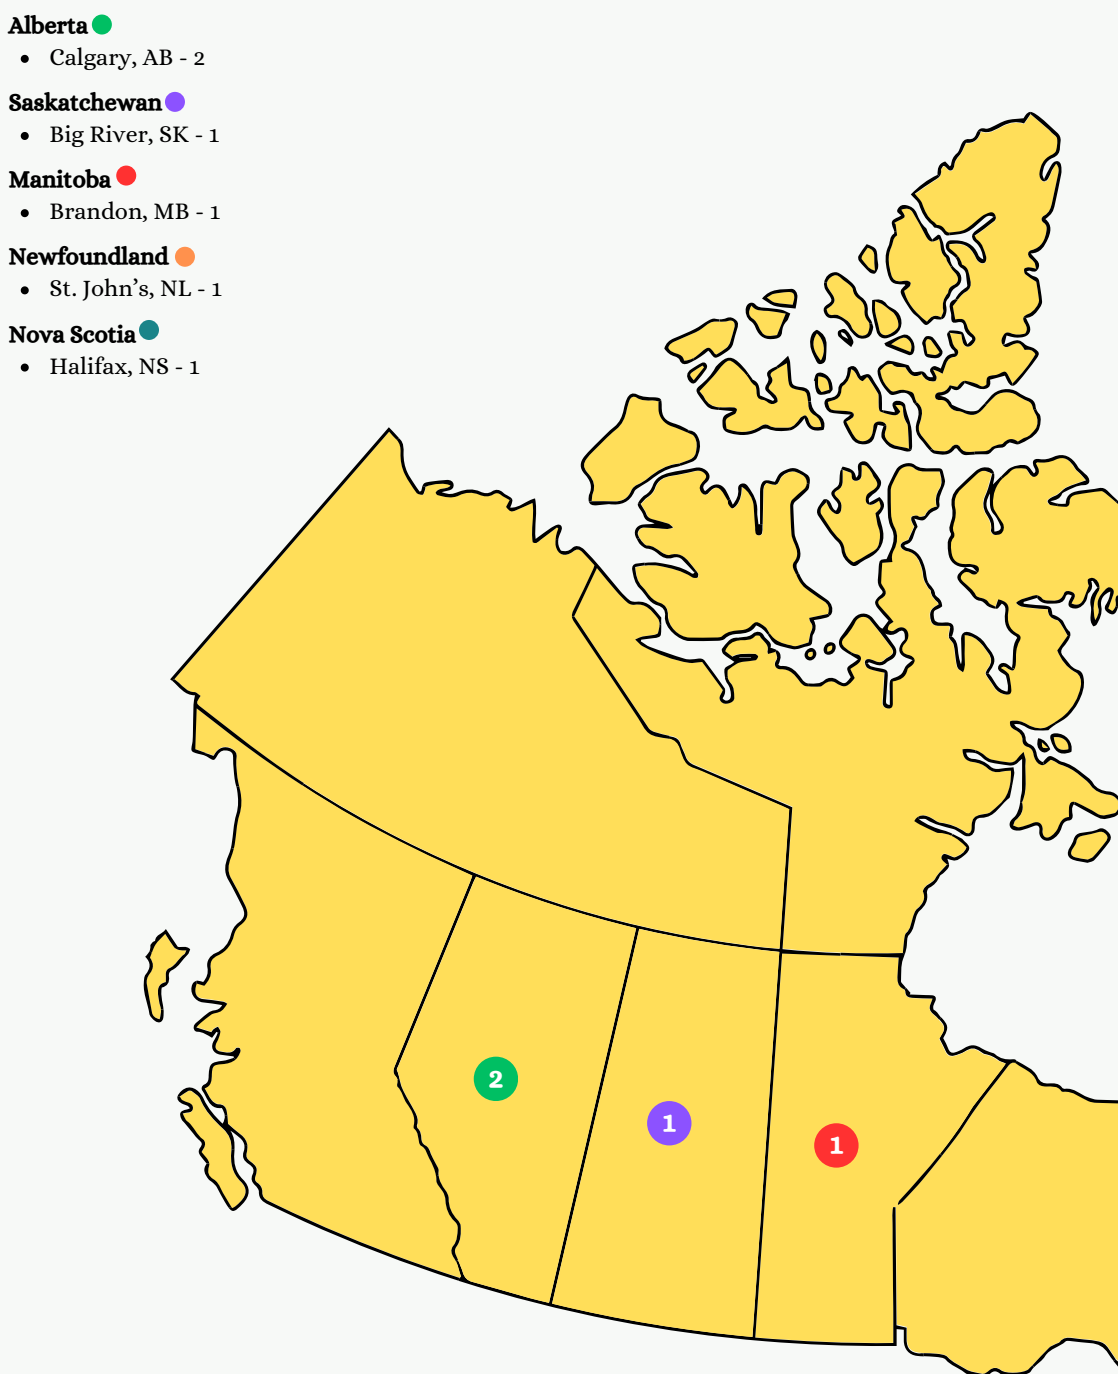 Alberta
• Calgary, AB - 2
Saskatchewan
• Big River, SK - 1
Manitoba
• Brandon, MB - 1
Newfoundland
• St. John’s, NL - 1
Nova Scotia
• Halifax, NS - 1
2
1
1